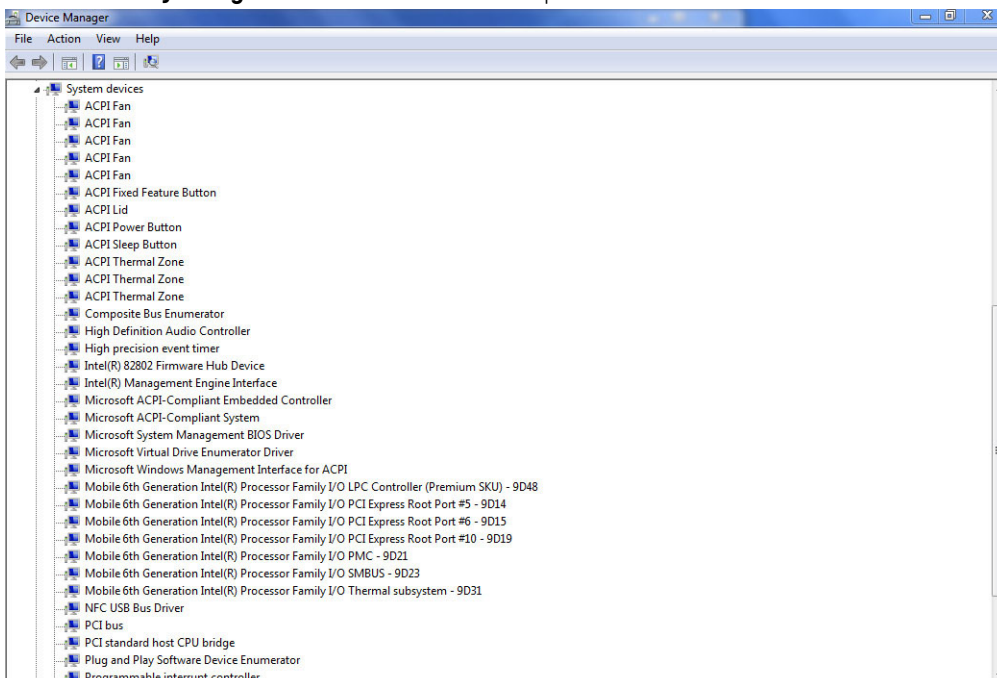 Device Manager
File Action View Help
System devices
ACPI Fan
ACPI Fan
ACPI Fan
ACPI Fan
ACPI Fan
ACPI Fixed Feature Button
ACPI Lid
ACPI Power Button
ACPI Sleep Button
ACPI Thermal Zone
ACPI Thermal Zone
ACPI Thermal Zone
Composite Bus Enumerator
High Definition Audio Controller
High precision event timer
Intel(R) 82802 Firmware Hub Device
Intel(R) Management Engine Interface
Microsoft ACPI-Compliant Embedded Controller
Microsoft ACPI-Compliant System
Microsoft System Management BIOS Driver
Microsoft Virtual Drive Enumerator Driver
Microsoft Windows Management Interface for ACPI
Mobile 6th Generation Intel(R) Processor Family I/O LPC Controller (Premium SKU) - 9D48
Mobile 6th Generation Intel(R) Processor Family I/O PCI Express Root Port #5 - 9D14
Mobile 6th Generation Intel(R) Processor Family I/O PCI Express Root Port #6 - 9D15
Mobile 6th Generation Intel(R) Processor Family I/O PCI Express Root Port #10 - 9D19
Mobile 6th Generation Intel(R) Processor Family I/O PMC - 9D21
Mobile 6th Generation Intel(R) Processor Family I/O SMBUS - 9D23
Mobile 6th Generation Intel(R) Processor Family I/O Thermal subsystem - 9D31
NFC USB Bus Driver
PCI bus
PCI standard host CPU bridge
Plug and Play Software Device Enumerator
Programmable interrupt controller